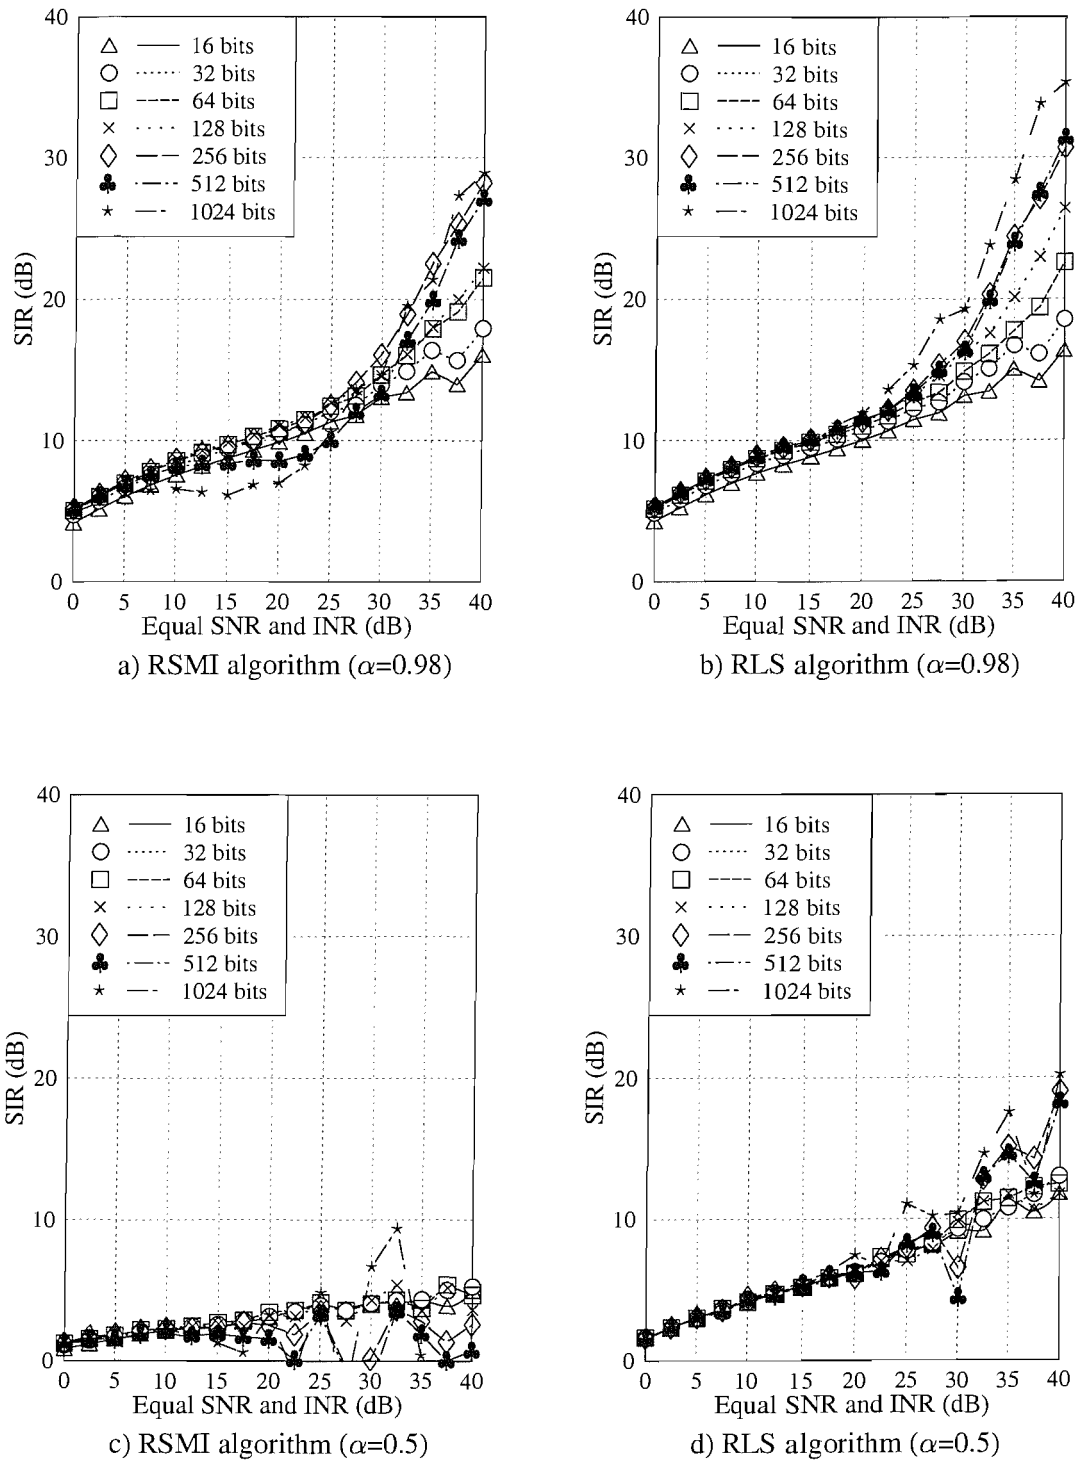 40
30
20
10
0
SIR (dB)
16 bits
32 bits
64 bits
128 bits
256 bits
512 bits
1024 bits
0 5 10 15 20 25 30 35 40
Equal SNR and INR (dB)
a) RSMI algorithm (α=0.98)
40
30
20
10
0
SIR (dB)
16 bits
32 bits
64 bits
128 bits
256 bits
512 bits
1024 bits
0 5 10 15 20 25 30 35 40
Equal SNR and INR (dB)
b) RLS algorithm (α=0.98)
40
30
20
10
0
SIR (dB)
16 bits
32 bits
64 bits
128 bits
256 bits
512 bits
1024 bits
0 5 10 15 20 25 30 35 40
Equal SNR and INR (dB)
c) RSMI algorithm (α=0.5)
40
30
20
10
0
SIR (dB)
16 bits
32 bits
64 bits
128 bits
256 bits
512 bits
1024 bits
0 5 10 15 20 25 30 35 40
Equal SNR and INR (dB)
d) RLS algorithm (α=0.5)